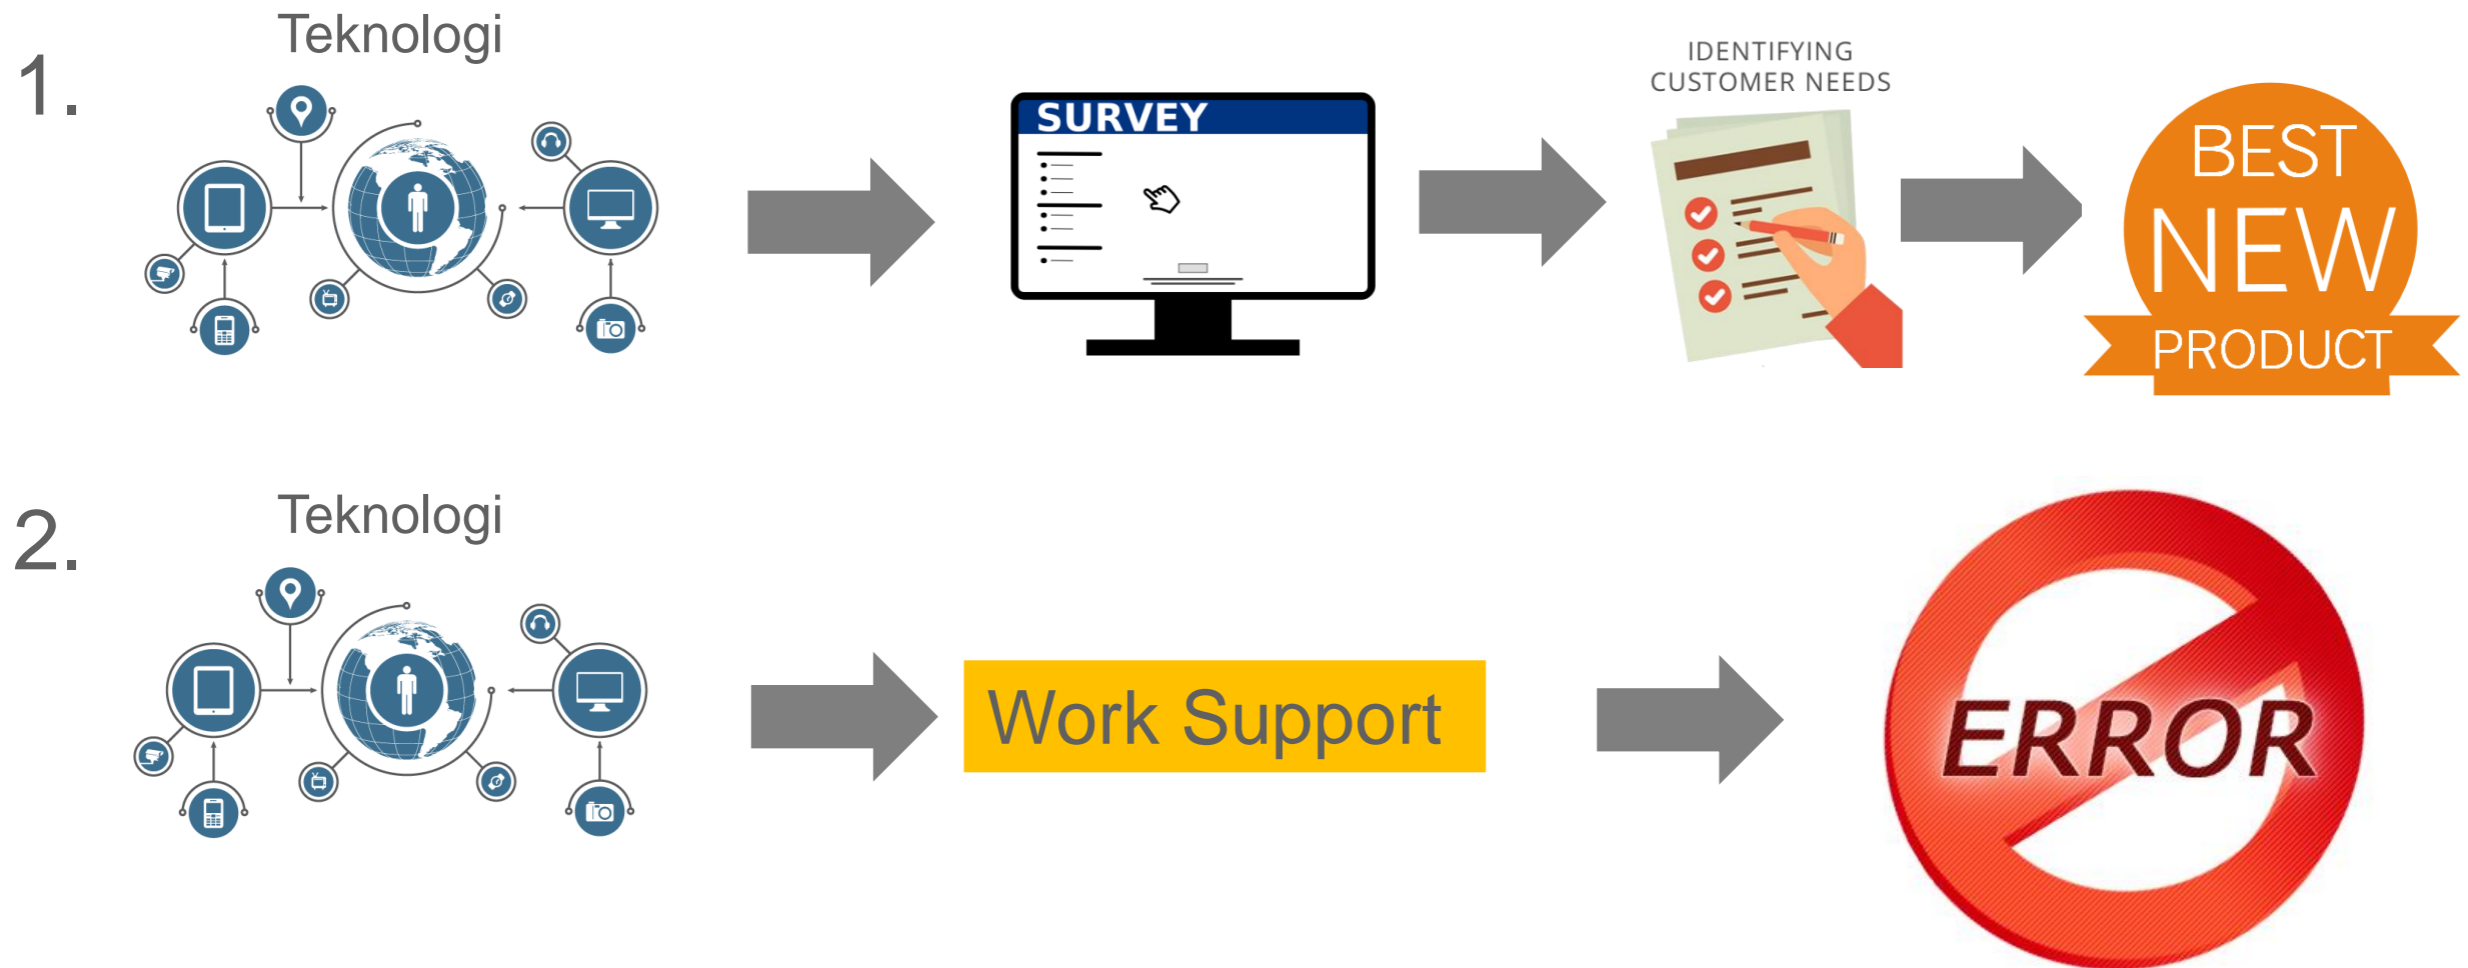 1.
Teknologi
SURVEY
IDENTIFYING
CUSTOMER NEEDS
BEST
NEW
PRODUCT
2.
Teknologi
Work Support
ERROR